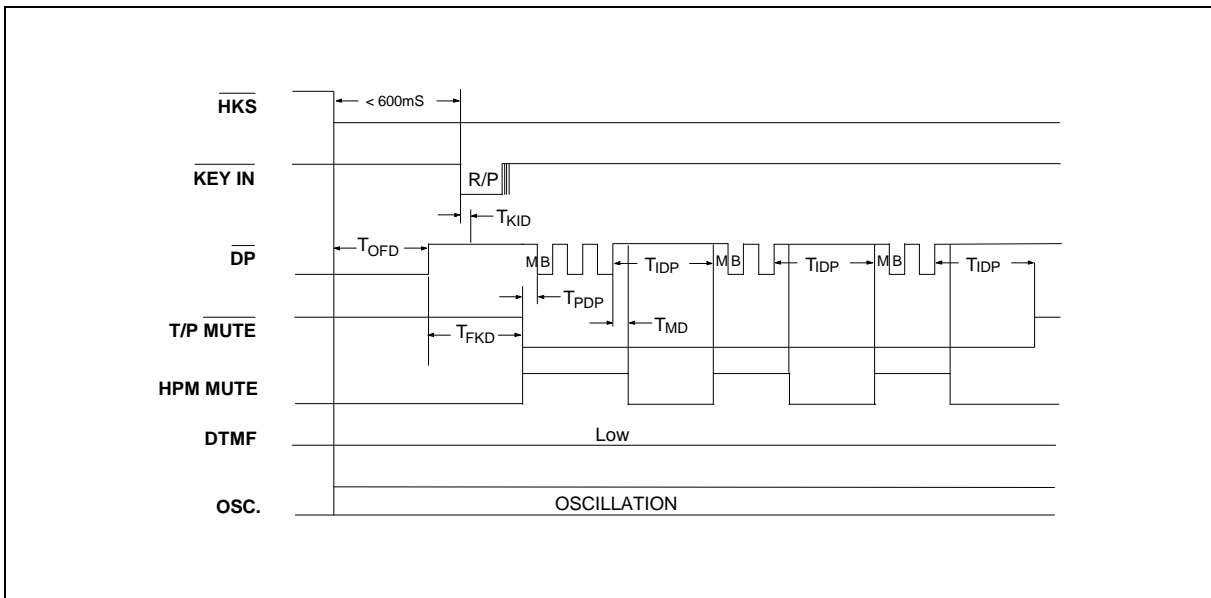 HKS
< 600mS
KEY IN
R/P
TKID
TOFD
DP
M B
TIDP
M B
TIDP
M B
TIDP
TPDP
T/P MUTE
TFKD
TMD
HPM MUTE
DTMF
Low
OSC.
OSCILLATION